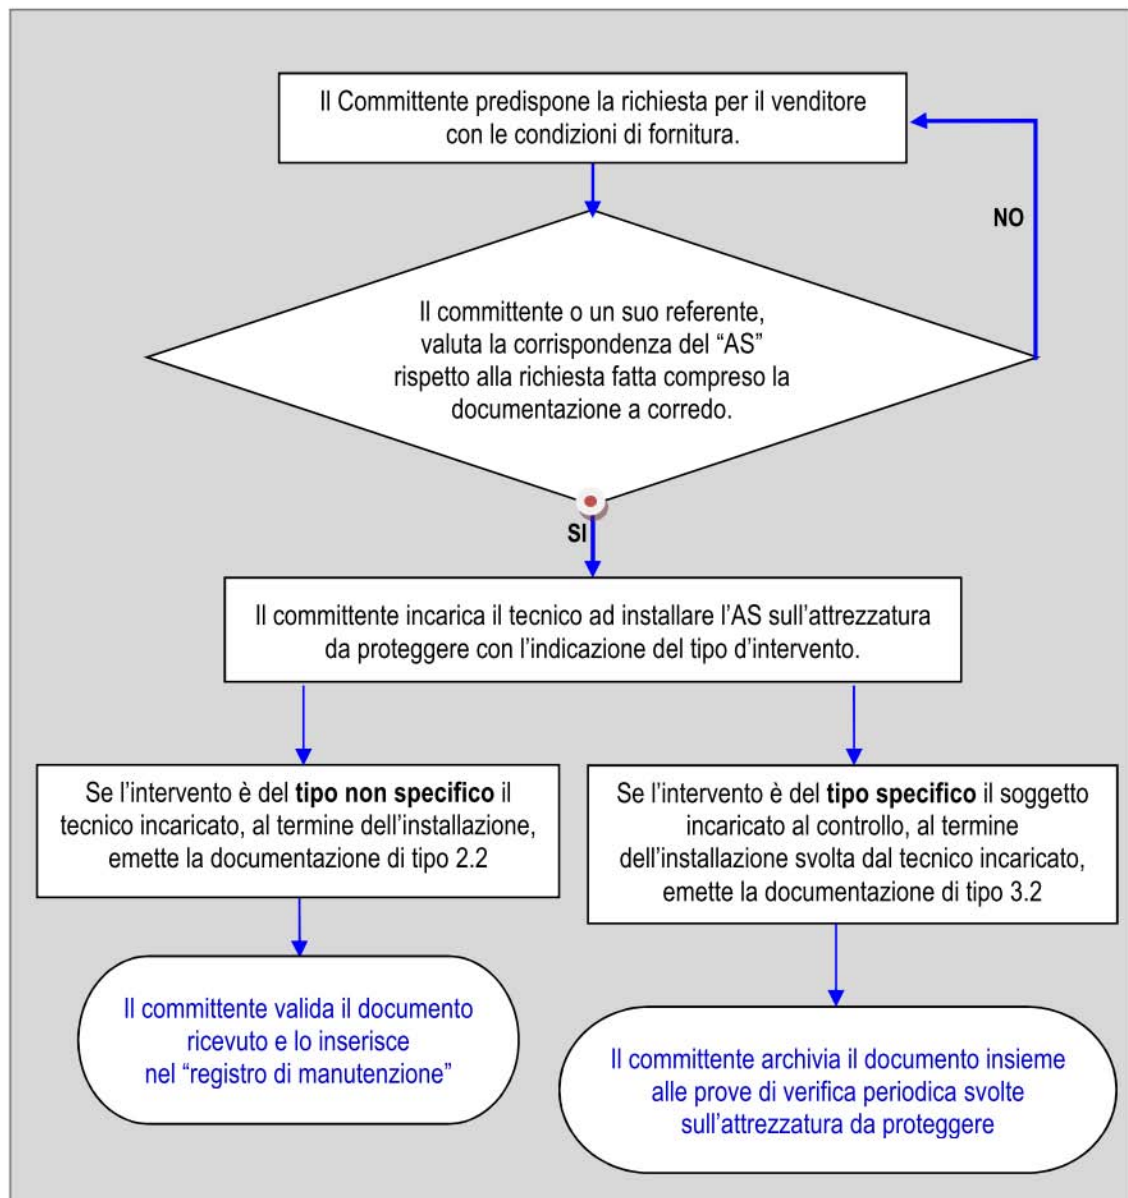 Il Committente predispone la richiesta per il venditore
con le condizioni di fornitura.
NO
Il committente o un suo referente,
valuta la corrispondenza del “AS”
rispetto alla richiesta fatta compreso la
documentazione a corredo.
SI
Il committente incarica il tecnico ad installare l’AS sull’attrezzatura
da proteggere con l’indicazione del tipo d’intervento.
Se l’intervento è del tipo non specifico il
tecnico incaricato, al termine dell’installazione,
emette la documentazione di tipo 2.2
Se l’intervento è del tipo specifico il soggetto
incaricato al controllo, al termine
dell’installazione svolta dal tecnico incaricato,
emette la documentazione di tipo 3.2
Il committente valida il documento
ricevuto e lo inserisce
nel “registro di manutenzione”
Il committente archivia il documento insieme
alle prove di verifica periodica svolte
sull’attrezzatura da proteggere